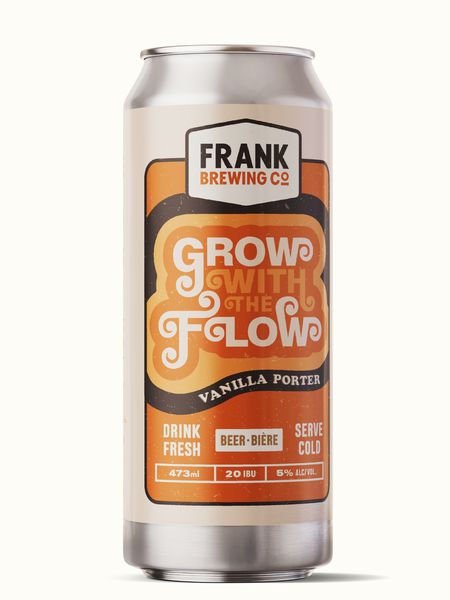 FRANK
BREWING Cº
GROW
WITH
THE
FLOW
VANILLA PORTER
DRINK FRESH
BEER·BIÈRE
SERVE COLD
473ml
20 IBU
5% ALC/VOL.